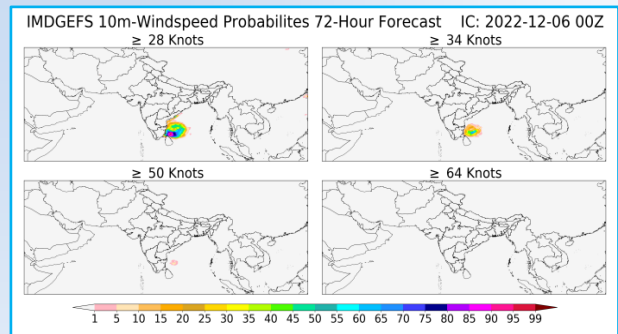 IMDGEFS 10m-Windspeed Probabilites 72-Hour Forecast IC: 2022-12-06 00Z
≥ 28 Knots ≥ 34 Knots
≥ 50 Knots ≥ 64 Knots
1 5 10 15 20 25 30 35 40 45 50 55 60 65 70 75 80 85 90 95 99